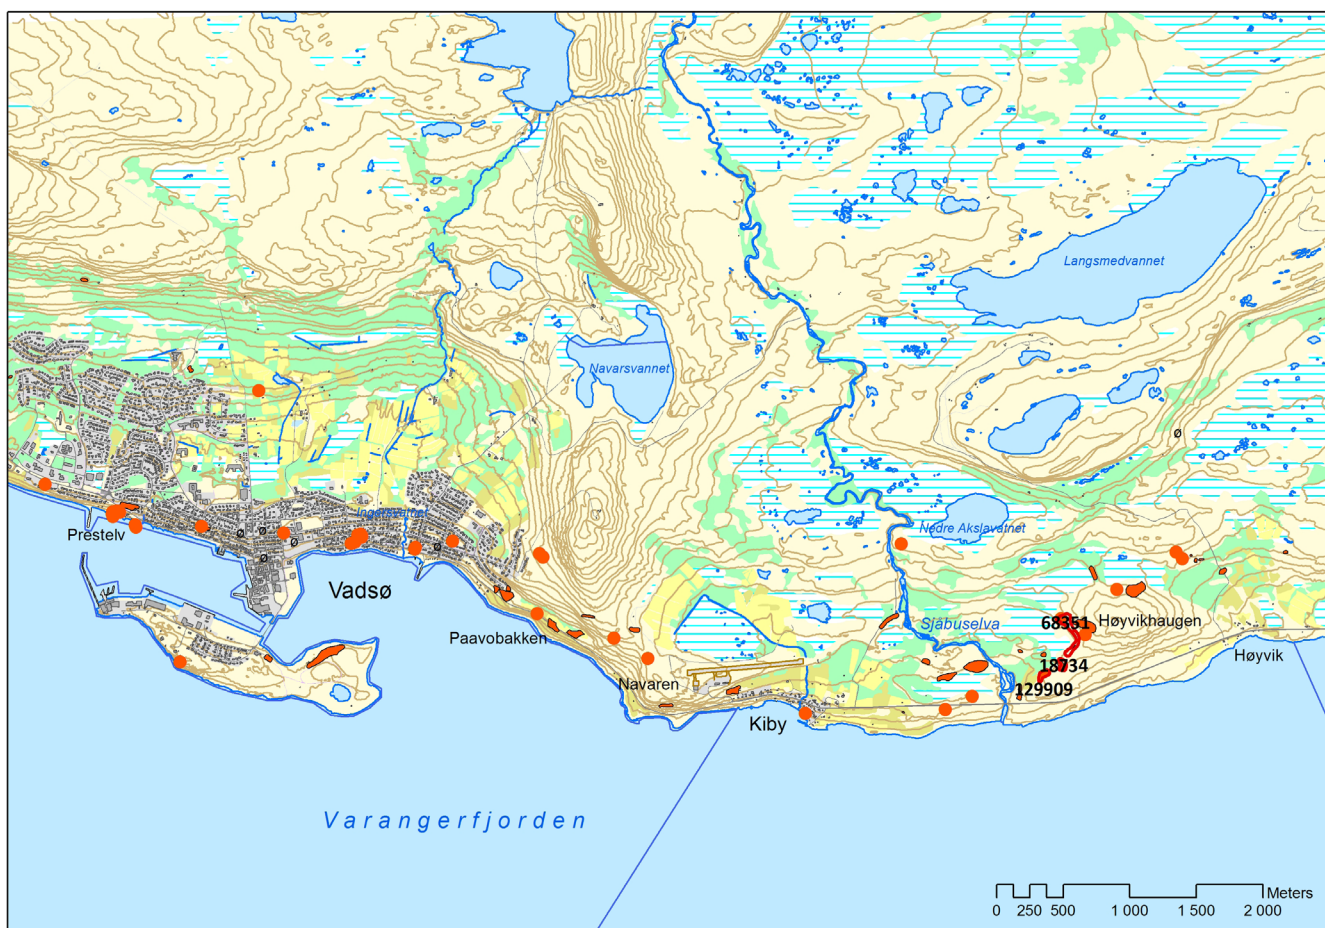 Langsmedvannet
Navarsvannet
Ø
Prestelv
Ø
Ø
Ø
Ø
Nedre Akslavatnet
Vadsø
Paavobakken
Sjåbuselva
68351
Høyvikhaugen
18734
Høyvik
Navaren
129909
Kiby
Varangerfjorden
Meters
0 250 500 1 000 1 500 2 000